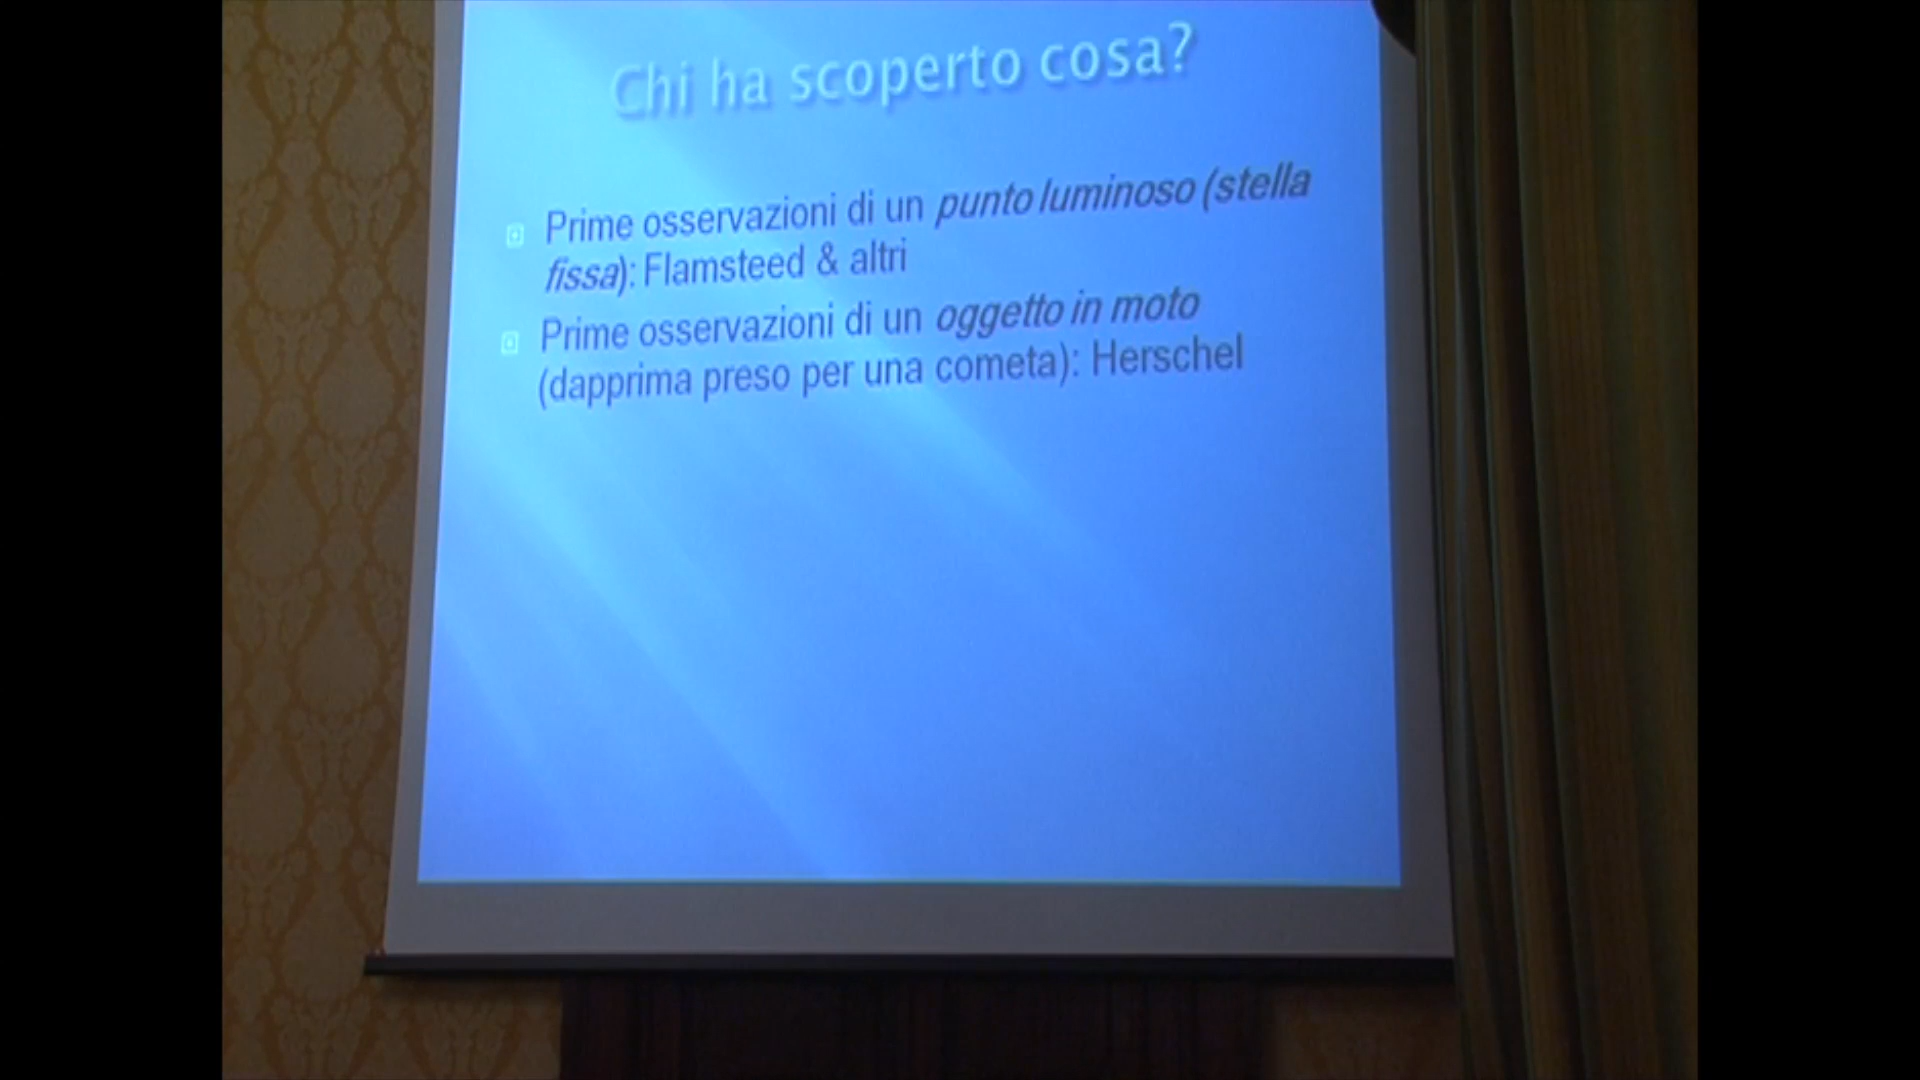 Chi ha scoperto cosa?
Prime osservazioni di un punto luminoso (stella
fissa): Flamsteed & altri
Prime osservazioni di un oggetto in moto
(dapprima preso per una cometa): Herschel